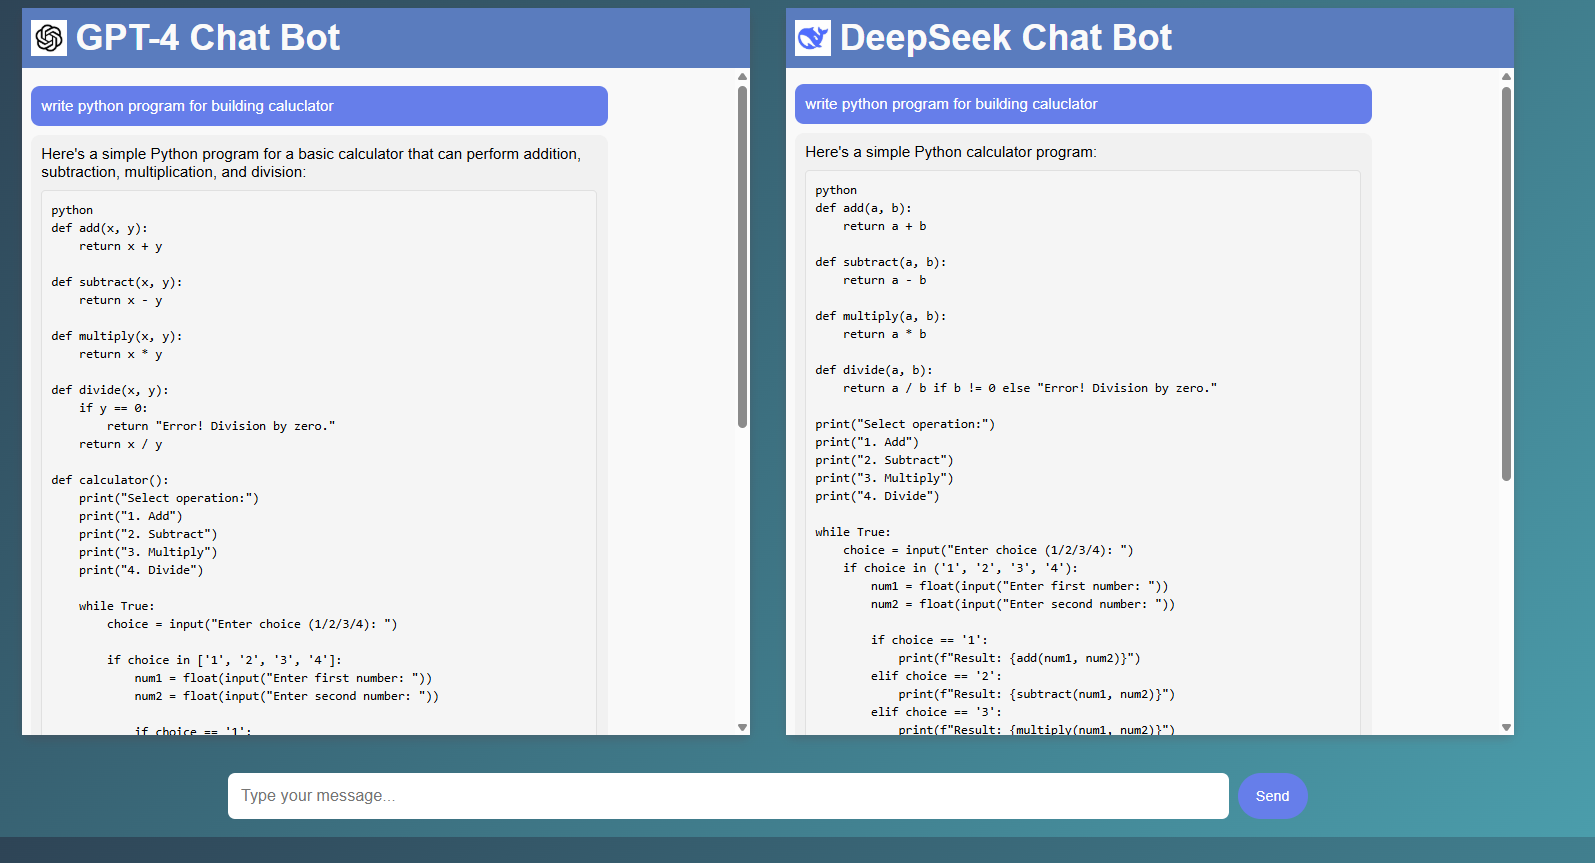 GPT-4 Chat Bot
write python program for building caluclator
Here's a simple Python program for a basic calculator that can perform addition,
subtraction, multiplication, and division:
python
def add(x, y):
    return x + y
def subtract(x, y):
    return x - y
def multiply(x, y):
    return x * y
def divide(x, y):
    if y == 0:
        return "Error! Division by zero."
    return x / y
def calculator():
    print("Select operation:")
    print("1. Add")
    print("2. Subtract")
    print("3. Multiply")
    print("4. Divide")
    while True:
        choice = input("Enter choice (1/2/3/4): ")
        if choice in ['1', '2', '3', '4']:
            num1 = float(input("Enter first number: "))
            num2 = float(input("Enter second number: "))
            if choice == '1':
DeepSeek Chat Bot
write python program for building caluclator
Here's a simple Python calculator program:
python
def add(a, b):
    return a + b
def subtract(a, b):
    return a - b
def multiply(a, b):
    return a * b
def divide(a, b):
    return a / b if b != 0 else "Error! Division by zero."
print("Select operation:")
print("1. Add")
print("2. Subtract")
print("3. Multiply")
print("4. Divide")
while True:
    choice = input("Enter choice (1/2/3/4): ")
    if choice in ('1', '2', '3', '4'):
        num1 = float(input("Enter first number: "))
        num2 = float(input("Enter second number: "))
        if choice == '1':
            print(f"Result: {add(num1, num2)}")
        elif choice == '2':
            print(f"Result: {subtract(num1, num2)}")
        elif choice == '3':
            print(f"Result: {multiply(num1, num2)}")
Type your message...
Send